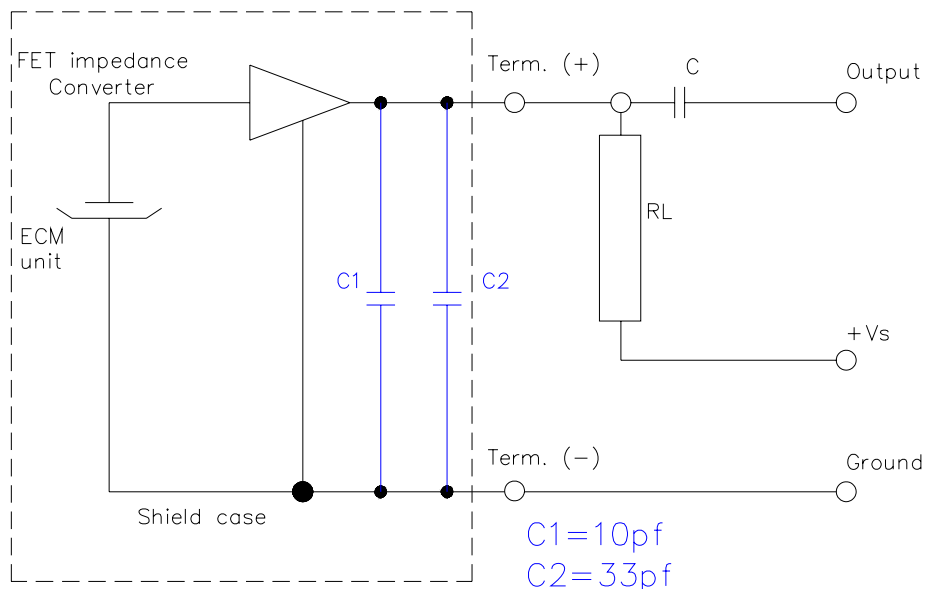 FET impedance
Converter
Term. (+)
C
Output
RL
ECM
unit
C1
C2
+Vs
Term. (-)
Ground
Shield case
C1=10pf
C2=33pf